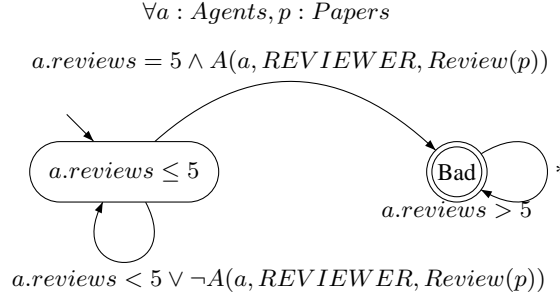 ∀a : Agents, p : Papers
a.reviews = 5 ∧ A(a, REVIEWER, Review(p))
a.reviews ≤ 5
Bad
*
a.reviews > 5
a.reviews < 5 ∨ ¬A(a, REVIEWER, Review(p))